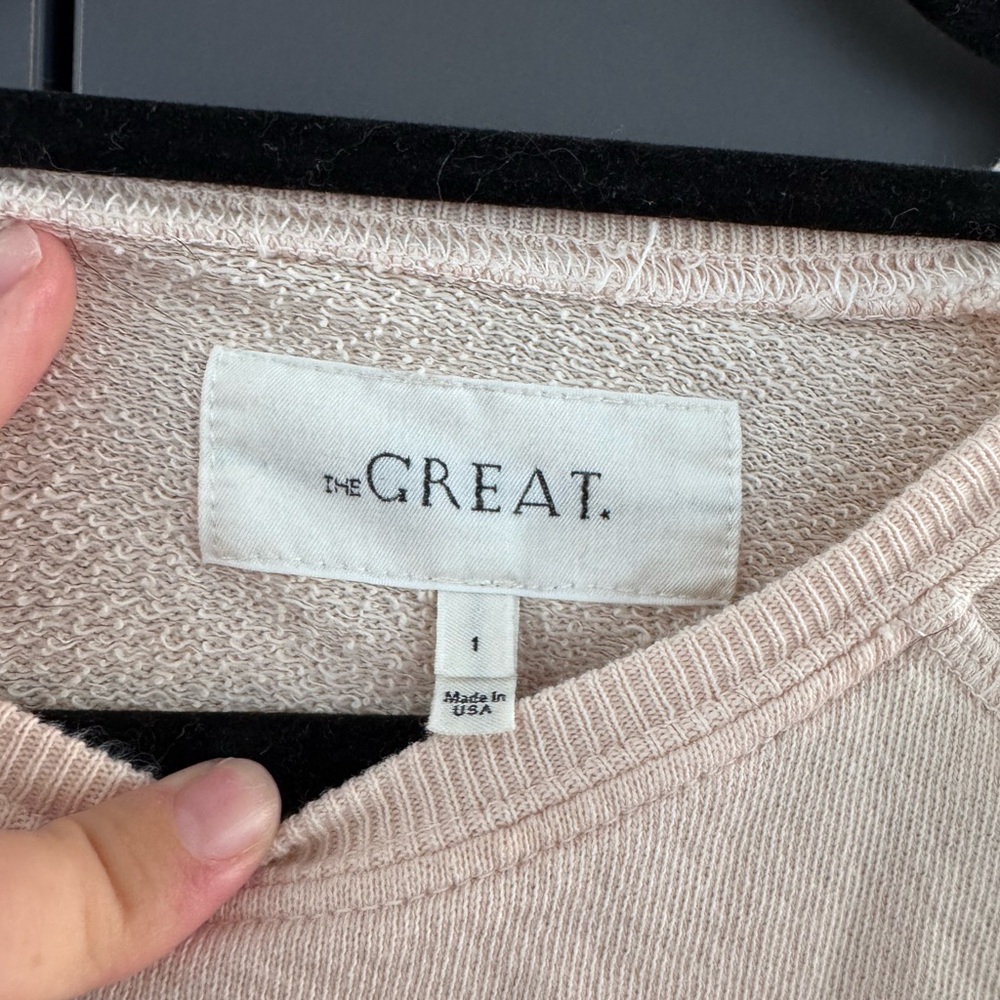 THE GREAT.
1
Made in
USA